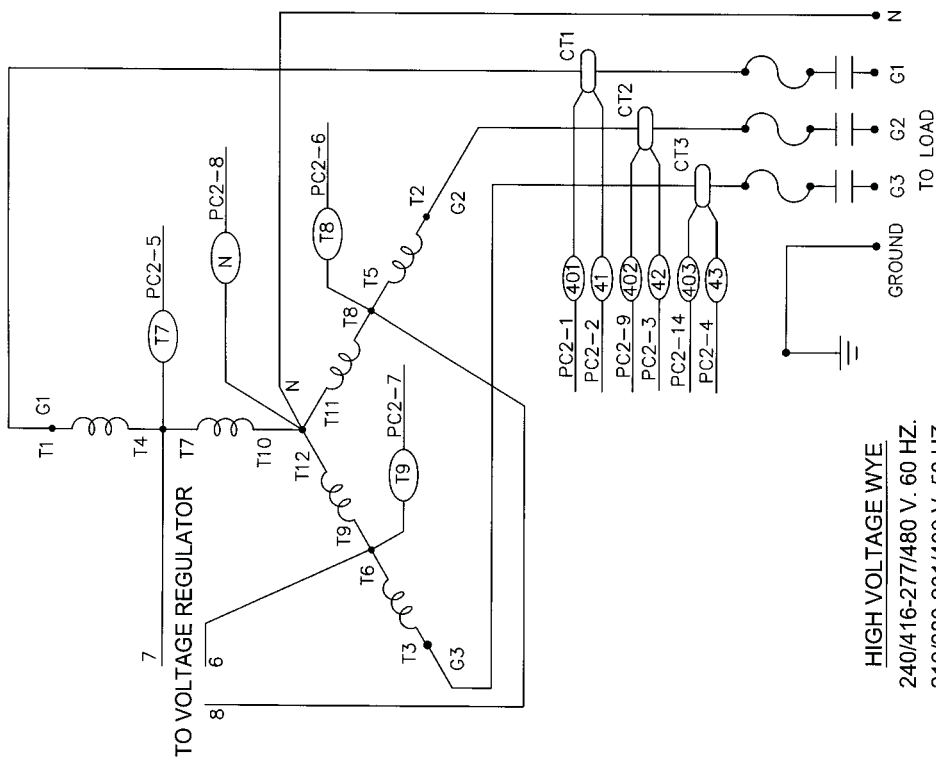 TO VOLTAGE REGULATOR
7
6
8
T1
G1
T4
T7
PC2-5
T7
T10
N
PC2-8
N
T12
T11
T9
T8
T8
PC2-6
T6
T5
T9
PC2-7
T3
G3
T2
G2
PC2-1
401
PC2-2
41
CT1
PC2-9
402
PC2-3
42
CT2
PC2-14
403
PC2-4
43
CT3
GROUND
G3
G2
G1
N
TO LOAD
HIGH VOLTAGE WYE
240/416-277/480 V. 60 HZ.